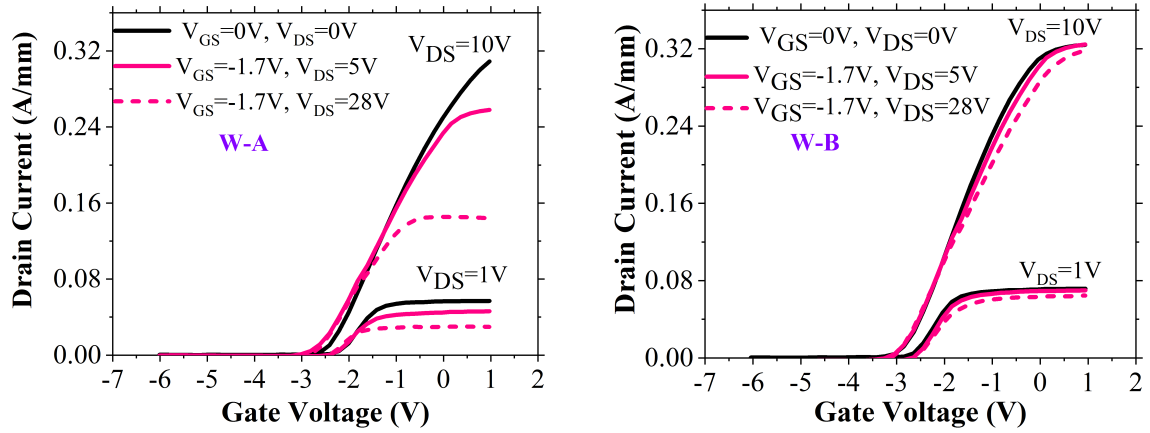 V_GS=0V, V_DS=0V
V_GS=-1.7V, V_DS=5V
V_GS=-1.7V, V_DS=28V
W-A
V_DS=10V
V_DS=1V
Drain Current (A/mm)
0.32
0.24
0.16
0.08
0.00
-7 -6 -5 -4 -3 -2 -1 0 1 2
Gate Voltage (V)
V_GS=0V, V_DS=0V
V_GS=-1.7V, V_DS=5V
V_GS=-1.7V, V_DS=28V
W-B
V_DS=10V
V_DS=1V
Drain Current (A/mm)
0.32
0.24
0.16
0.08
0.00
-7 -6 -5 -4 -3 -2 -1 0 1 2
Gate Voltage (V)